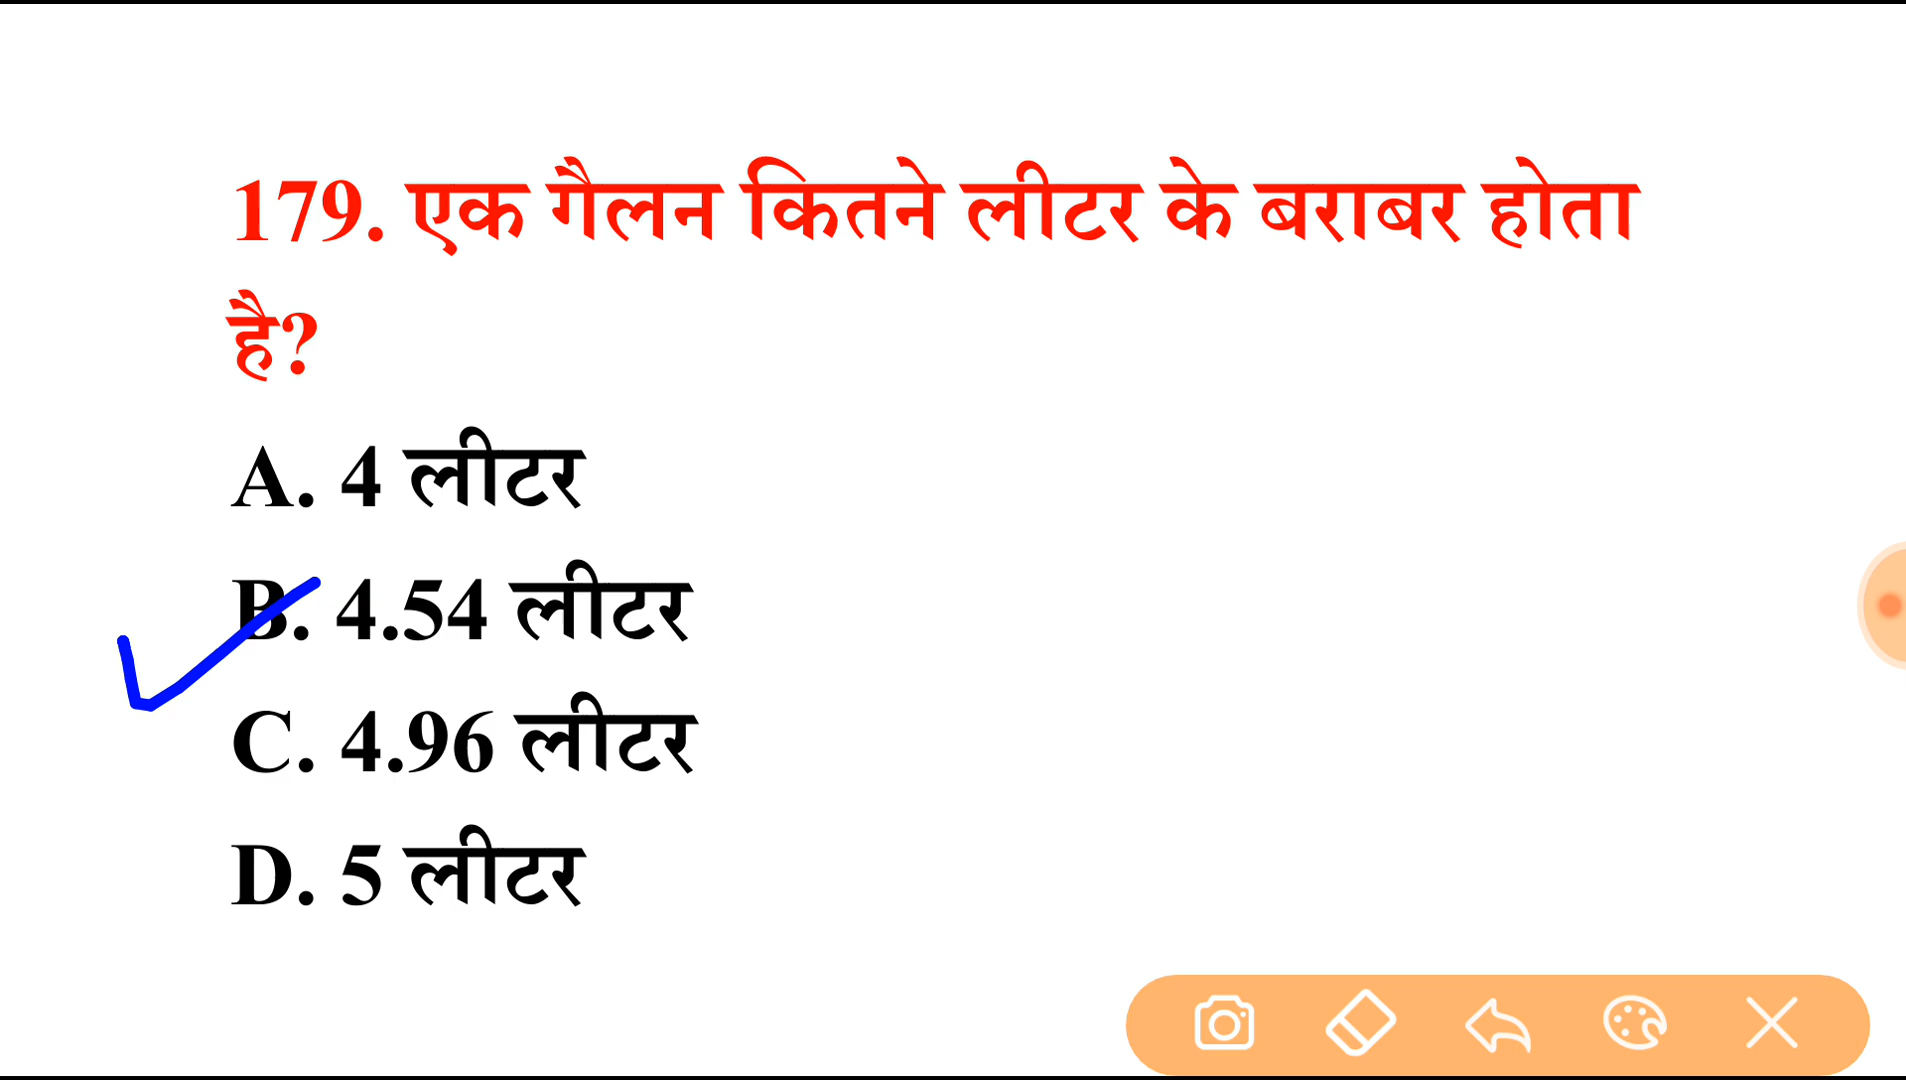 179. एक गैलन कितने लीटर के बराबर होता
है?
A. 4 लीटर
B. 4.54 लीटर
C. 4.96 लीटर
D. 5 लीटर